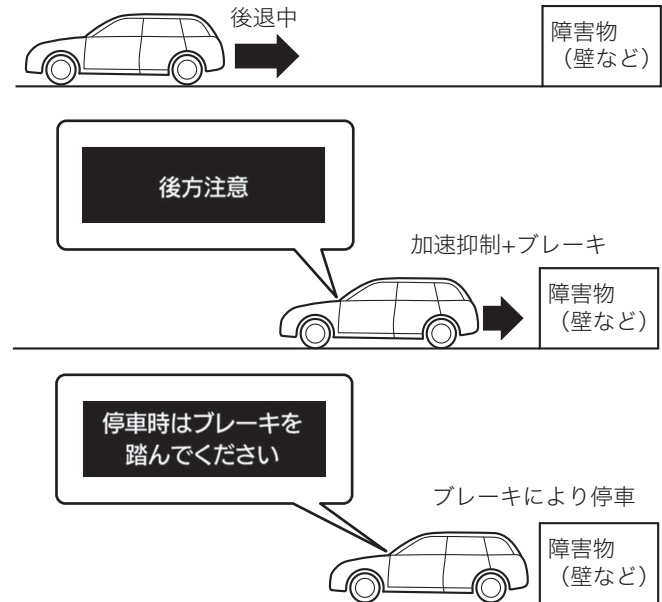 後退中
障害物
（壁など）
後方注意
加速抑制+ブレーキ
障害物
（壁など）
停車時はブレーキを
踏んでください
ブレーキにより停車
障害物
（壁など）